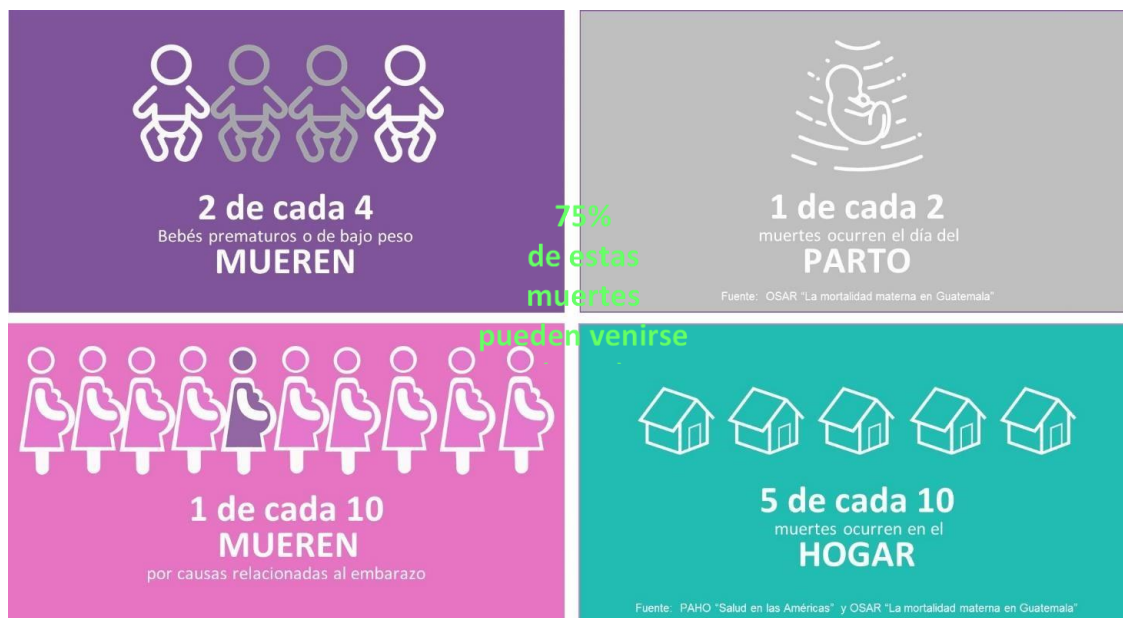 2 de cada 4
Bebés prematuros o de bajo peso
MUEREN
1 de cada 2
muertes ocurren el día del
PARTO
Fuente: OSAR "La mortalidad materna en Guatemala"
75%
de estas
muertes
pueden venirse
1 de cada 10
MUEREN
por causas relacionadas al embarazo
5 de cada 10
muertes ocurren en el
HOGAR
Fuente: PAHO "Salud en las Américas" y OSAR "La mortalidad materna en Guatemala"